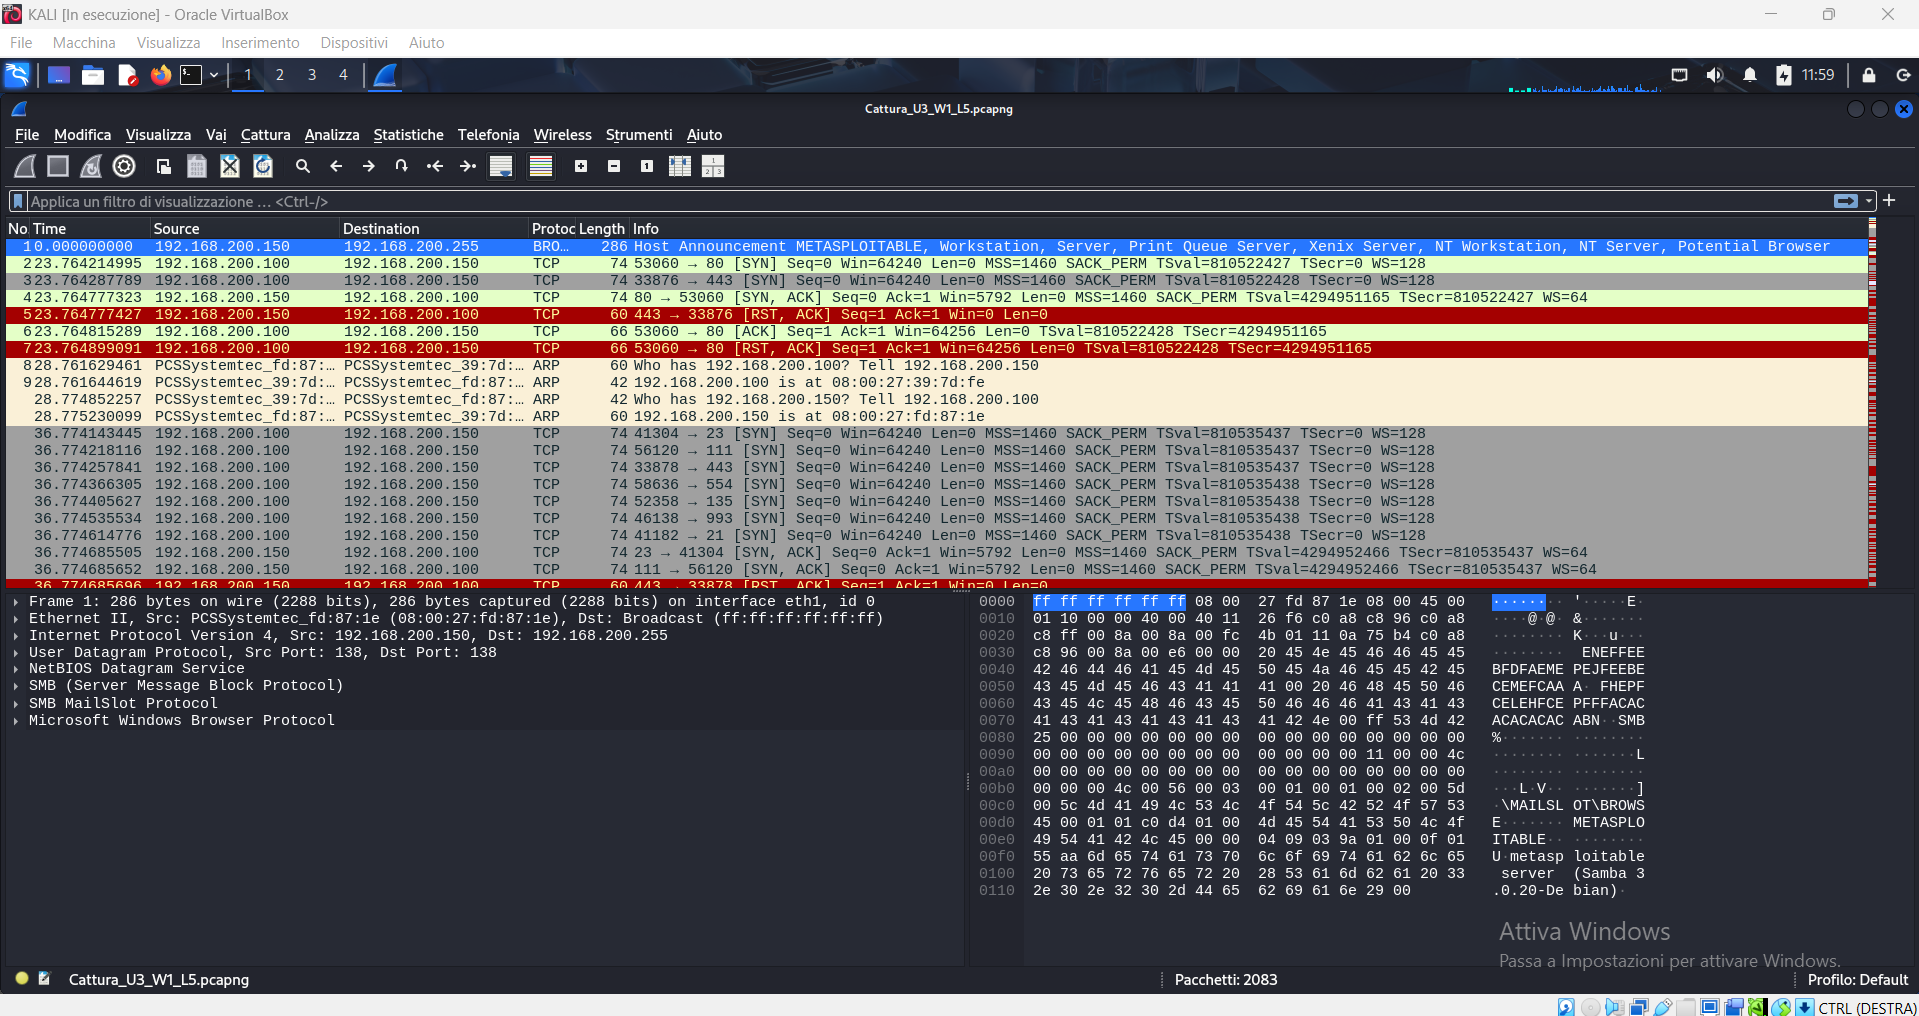 KALI [In esecuzione] - Oracle VirtualBox
File Macchina Visualizza Inserimento Dispositivi Aiuto
1 2 3 4 11:59
Cattura_U3_W1_L5.pcapng
File Modifica Visualizza Vai Cattura Analizza Statistiche Telefonia Wireless Strumenti Aiuto
Applica un filtro di visualizzazione ... <Ctrl-/>
No Time Source Destination Protoc Length Info
1 0.000000000 192.168.200.150 192.168.200.255 BRO... 286 Host Announcement METASPLOITABLE, Workstation, Server, Print Queue Server, Xenix Server, NT Workstation, NT Server, Potential Browser
2 23.764214995 192.168.200.100 192.168.200.150 TCP 74 53060 → 80 [SYN] Seq=0 Win=64240 Len=0 MSS=1460 SACK_PERM TSval=810522427 TSecr=0 WS=128
3 23.764287789 192.168.200.100 192.168.200.150 TCP 74 33876 → 443 [SYN] Seq=0 Win=64240 Len=0 MSS=1460 SACK_PERM TSval=810522428 TSecr=0 WS=128
4 23.764777323 192.168.200.150 192.168.200.100 TCP 74 80 → 53060 [SYN, ACK] Seq=0 Ack=1 Win=5792 Len=0 MSS=1460 SACK_PERM TSval=4294951165 TSecr=810522427 WS=64
5 23.764777427 192.168.200.150 192.168.200.100 TCP 60 443 → 33876 [RST, ACK] Seq=1 Ack=1 Win=0 Len=0
6 23.764815289 192.168.200.100 192.168.200.150 TCP 66 53060 → 80 [ACK] Seq=1 Ack=1 Win=64256 Len=0 TSval=810522428 TSecr=4294951165
7 23.764899091 192.168.200.100 192.168.200.150 TCP 66 53060 → 80 [RST, ACK] Seq=1 Ack=1 Win=64256 Len=0 TSval=810522428 TSecr=4294951165
8 28.761629461 PCSSystemtec_fd:87:... PCSSystemtec_39:7d:... ARP 60 Who has 192.168.200.100? Tell 192.168.200.150
9 28.761644619 PCSSystemtec_39:7d:... PCSSystemtec_fd:87:... ARP 42 192.168.200.100 is at 08:00:27:39:7d:fe
28.774852257 PCSSystemtec_39:7d:... PCSSystemtec_fd:87:... ARP 42 Who has 192.168.200.150? Tell 192.168.200.100
28.775230099 PCSSystemtec_fd:87:... PCSSystemtec_39:7d:... ARP 60 192.168.200.150 is at 08:00:27:fd:87:1e
36.774143445 192.168.200.100 192.168.200.150 TCP 74 41304 → 23 [SYN] Seq=0 Win=64240 Len=0 MSS=1460 SACK_PERM TSval=810535437 TSecr=0 WS=128
36.774218116 192.168.200.100 192.168.200.150 TCP 74 56120 → 111 [SYN] Seq=0 Win=64240 Len=0 MSS=1460 SACK_PERM TSval=810535437 TSecr=0 WS=128
36.774257841 192.168.200.100 192.168.200.150 TCP 74 33878 → 443 [SYN] Seq=0 Win=64240 Len=0 MSS=1460 SACK_PERM TSval=810535437 TSecr=0 WS=128
36.774366305 192.168.200.100 192.168.200.150 TCP 74 58636 → 554 [SYN] Seq=0 Win=64240 Len=0 MSS=1460 SACK_PERM TSval=810535438 TSecr=0 WS=128
36.774405627 192.168.200.100 192.168.200.150 TCP 74 52358 → 135 [SYN] Seq=0 Win=64240 Len=0 MSS=1460 SACK_PERM TSval=810535438 TSecr=0 WS=128
36.774535534 192.168.200.100 192.168.200.150 TCP 74 46138 → 993 [SYN] Seq=0 Win=64240 Len=0 MSS=1460 SACK_PERM TSval=810535438 TSecr=0 WS=128
36.774614776 192.168.200.100 192.168.200.150 TCP 74 41182 → 21 [SYN] Seq=0 Win=64240 Len=0 MSS=1460 SACK_PERM TSval=810535438 TSecr=0 WS=128
36.774685505 192.168.200.150 192.168.200.100 TCP 74 23 → 41304 [SYN, ACK] Seq=0 Ack=1 Win=5792 Len=0 MSS=1460 SACK_PERM TSval=4294952466 TSecr=810535437 WS=64
36.774685652 192.168.200.150 192.168.200.100 TCP 74 111 → 56120 [SYN, ACK] Seq=0 Ack=1 Win=5792 Len=0 MSS=1460 SACK_PERM TSval=4294952466 TSecr=810535437 WS=64
36.774685696 192.168.200.150 192.168.200.100 TCP 60 443 → 33878 [RST, ACK] Seq=1 Ack=1 Win=0 Len=0
Frame 1: 286 bytes on wire (2288 bits), 286 bytes captured (2288 bits) on interface eth1, id 0
Ethernet II, Src: PCSSystemtec_fd:87:1e (08:00:27:fd:87:1e), Dst: Broadcast (ff:ff:ff:ff:ff:ff)
Internet Protocol Version 4, Src: 192.168.200.150, Dst: 192.168.200.255
User Datagram Protocol, Src Port: 138, Dst Port: 138
NetBIOS Datagram Service
SMB (Server Message Block Protocol)
SMB MailSlot Protocol
Microsoft Windows Browser Protocol
0000 ff ff ff ff ff ff 08 00 27 fd 87 1e 08 00 45 00 ········ '·····E·
0010 01 10 00 00 40 00 40 11 26 f6 c0 a8 c8 96 c0 a8 ····@·@· &·······
0020 c8 ff 00 8a 00 8a 00 fc 4b 01 11 0a 75 b4 c0 a8 ········ K···u···
0030 c8 96 00 8a 00 e6 00 00 20 45 4e 45 46 46 45 45 ········ ENEFFEE
0040 42 46 44 46 41 45 4d 45 50 45 4a 46 45 45 42 45 BFDFAEME PEJFEEBE
0050 43 45 4d 45 46 43 41 41 41 00 20 46 48 45 50 46 CEMEFCAA A· FHEPF
0060 43 45 4c 45 48 46 43 45 50 46 46 46 41 43 41 43 CELEHFCE PFFFACAC
0070 41 43 41 43 41 43 41 43 41 42 4e 00 ff 53 4d 42 ACACACAC ABN··SMB
0080 25 00 00 00 00 00 00 00 00 00 00 00 00 00 00 00 %······· ········
0090 00 00 00 00 00 00 00 00 00 00 00 00 11 00 00 4c ········ ·······L
00a0 00 00 00 00 00 00 00 00 00 00 00 00 00 00 00 00 ········ ········
00b0 00 00 00 4c 00 56 00 03 00 01 00 01 00 02 00 5d ···L·V·· ·······]
00c0 00 5c 4d 41 49 4c 53 4c 4f 54 5c 42 52 4f 57 53 ·\MAILSL OT\BROWS
00d0 45 00 01 01 c0 d4 01 00 4d 45 54 41 53 50 4c 4f E······· METASPLO
00e0 49 54 41 42 4c 45 00 00 04 09 03 9a 01 00 0f 01 ITABLE·· ········
00f0 55 aa 6d 65 74 61 73 70 6c 6f 69 74 61 62 6c 65 U·metasp loitable
0100 20 73 65 72 76 65 72 20 28 53 61 6d 62 61 20 33 server (Samba 3
0110 2e 30 2e 32 30 2d 44 65 62 69 61 6e 29 00 .0.20-De bian)·
Attiva Windows
Passa a Impostazioni per attivare Windows.
Cattura_U3_W1_L5.pcapng Pacchetti: 2083 Profilo: Default
CTRL (DESTRA)